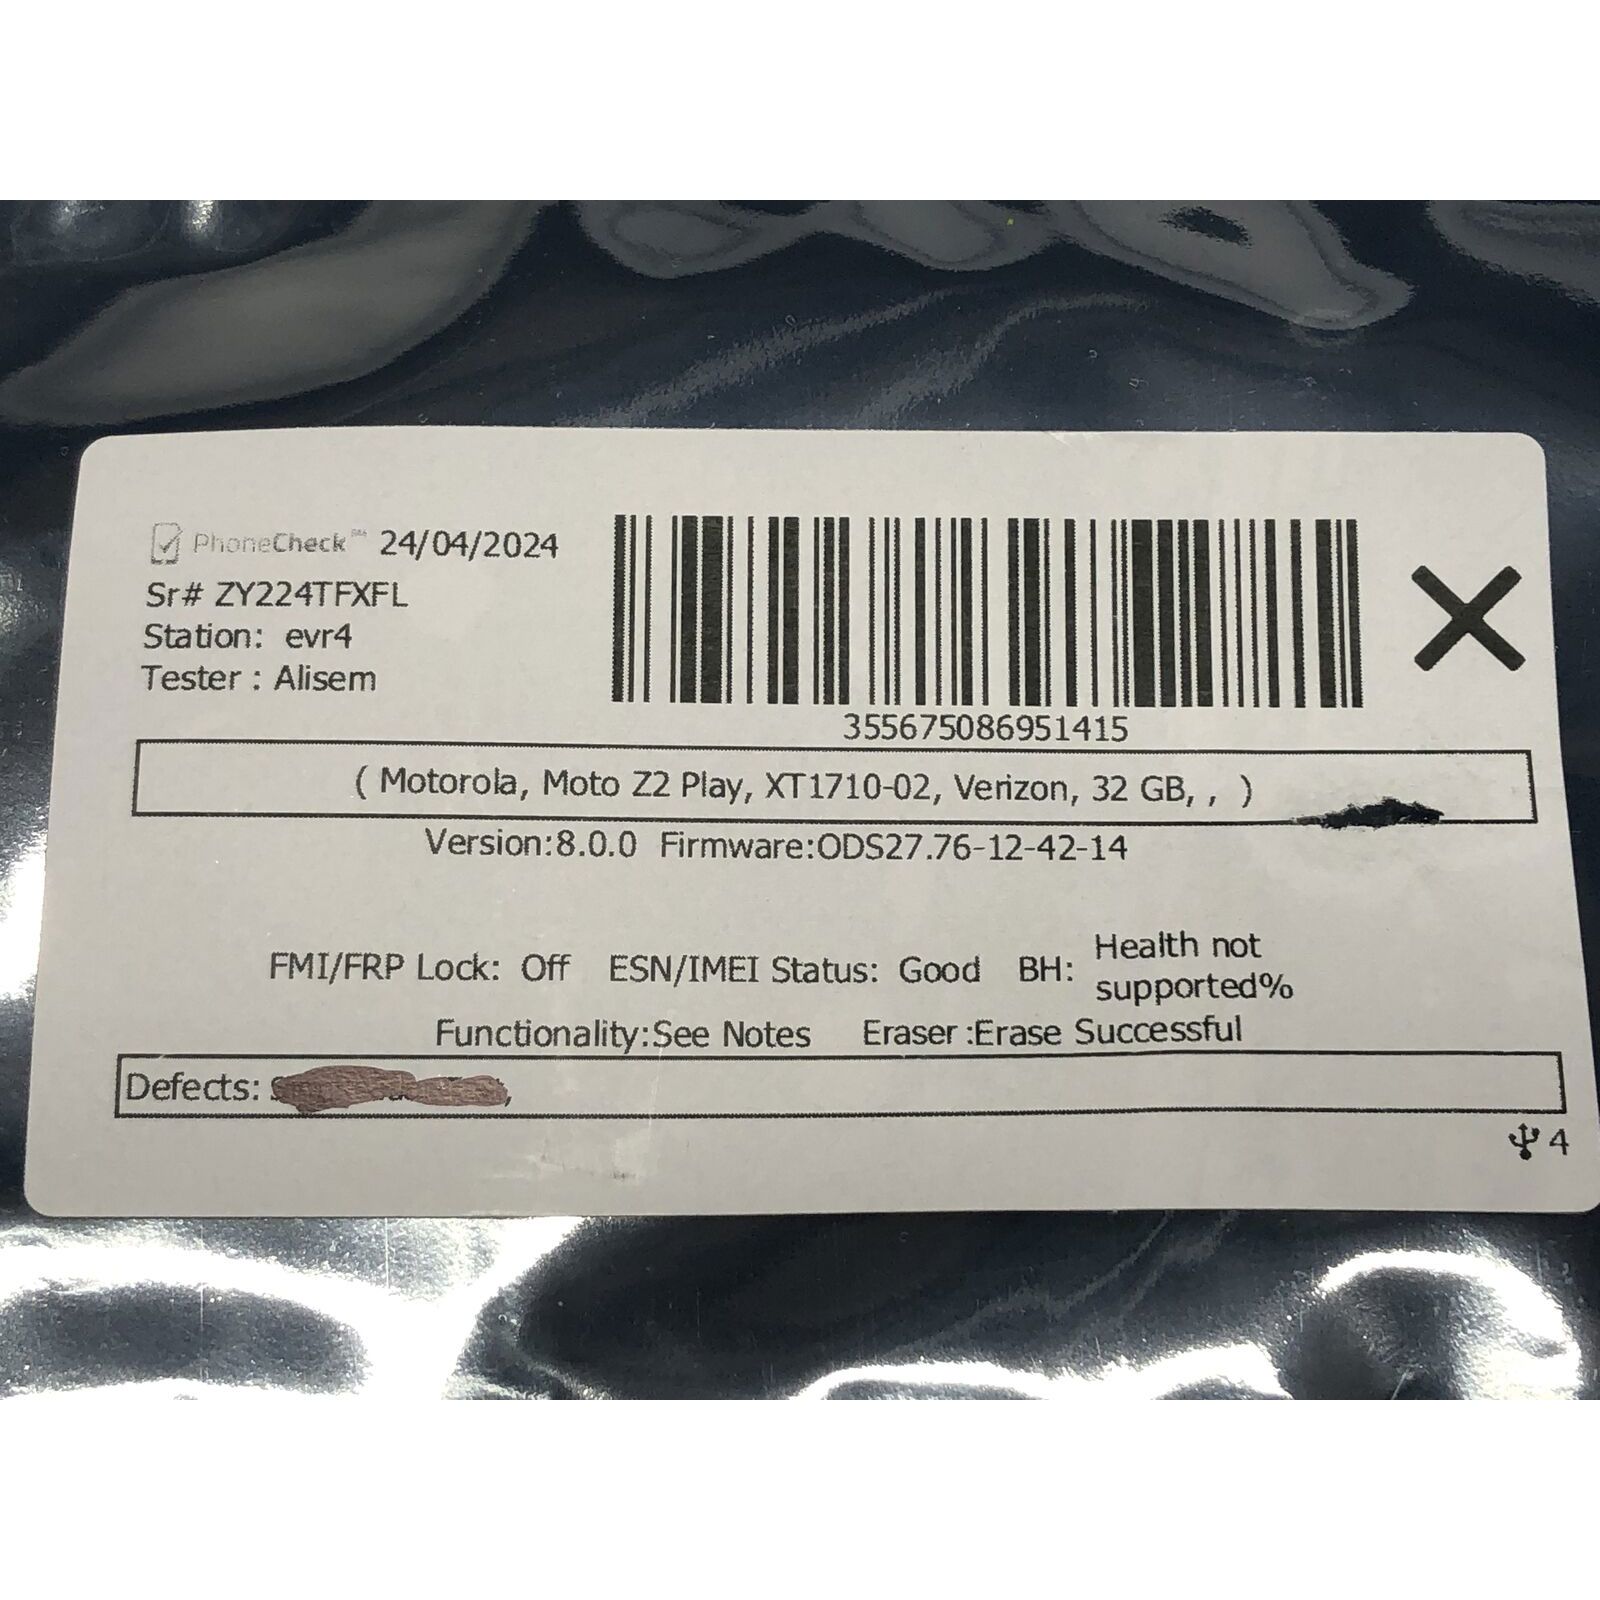 PhoneCheck℠ 24/04/2024
Sr# ZY224TFXFL
Station: evr4
Tester : Alisem
355675086951415
( Motorola, Moto Z2 Play, XT1710-02, Verizon, 32 GB, , )
Version:8.0.0 Firmware:ODS27.76-12-42-14
FMI/FRP Lock: Off ESN/IMEI Status: Good BH: Health not
supported%
Functionality:See Notes Eraser :Erase Successful
Defects:
4